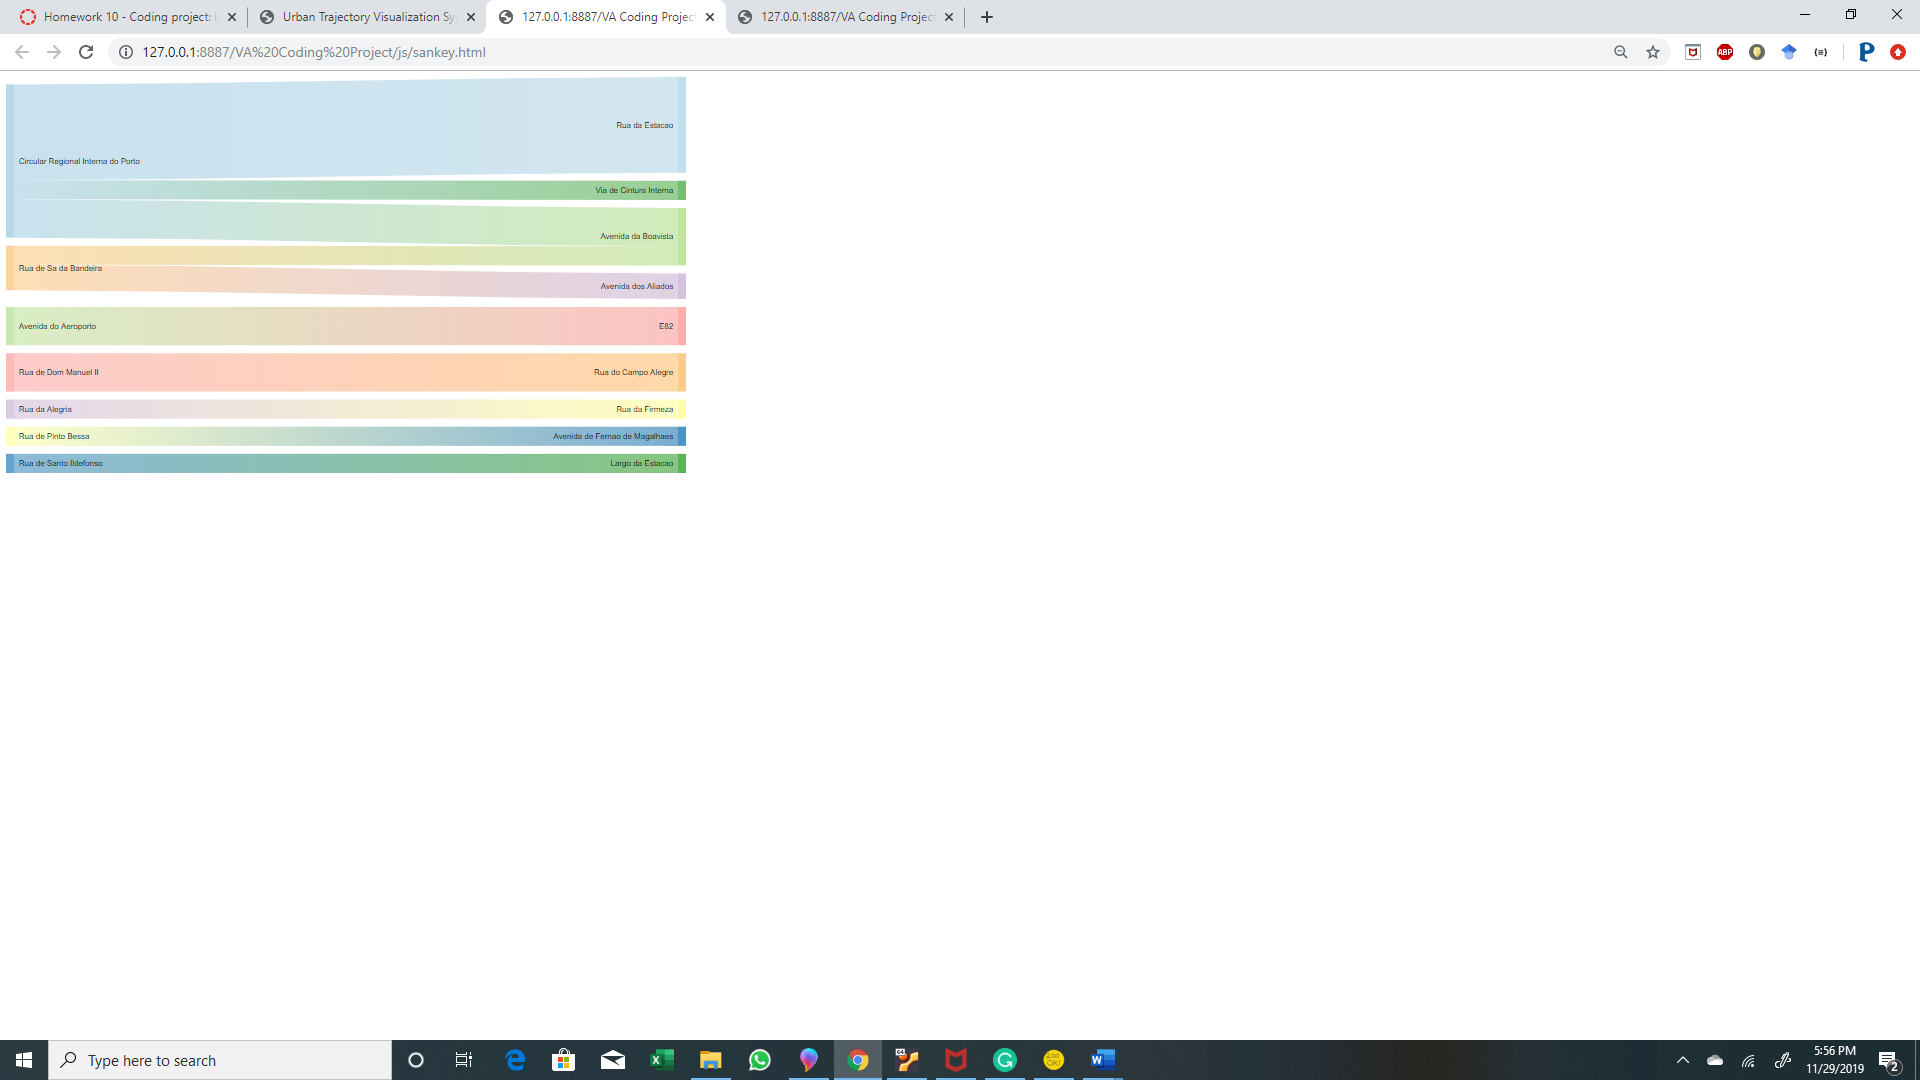 Homework 10 - Coding project:
Urban Trajectory Visualization Sy
127.0.0.1:8887/VA Coding Project
127.0.0.1:8887/VA Coding Project
127.0.0.1:8887/VA%20Coding%20Project/js/sankey.html
ABP
P
Rua da Estacao
Circular Regional Interna do Porto
Via de Cintura Interna
Avenida da Boavista
Rua de Sa da Bandeira
Avenida dos Aliados
Avenida do Aeroporto
E82
Rua de Dom Manuel II
Rua do Campo Alegre
Rua da Alegria
Rua da Firmeza
Rua de Pinto Bessa
Avenida de Fernao de Magalhaes
Rua de Santo Ildefonso
Largo da Estacao
Type here to search
5:56 PM
11/29/2019
2